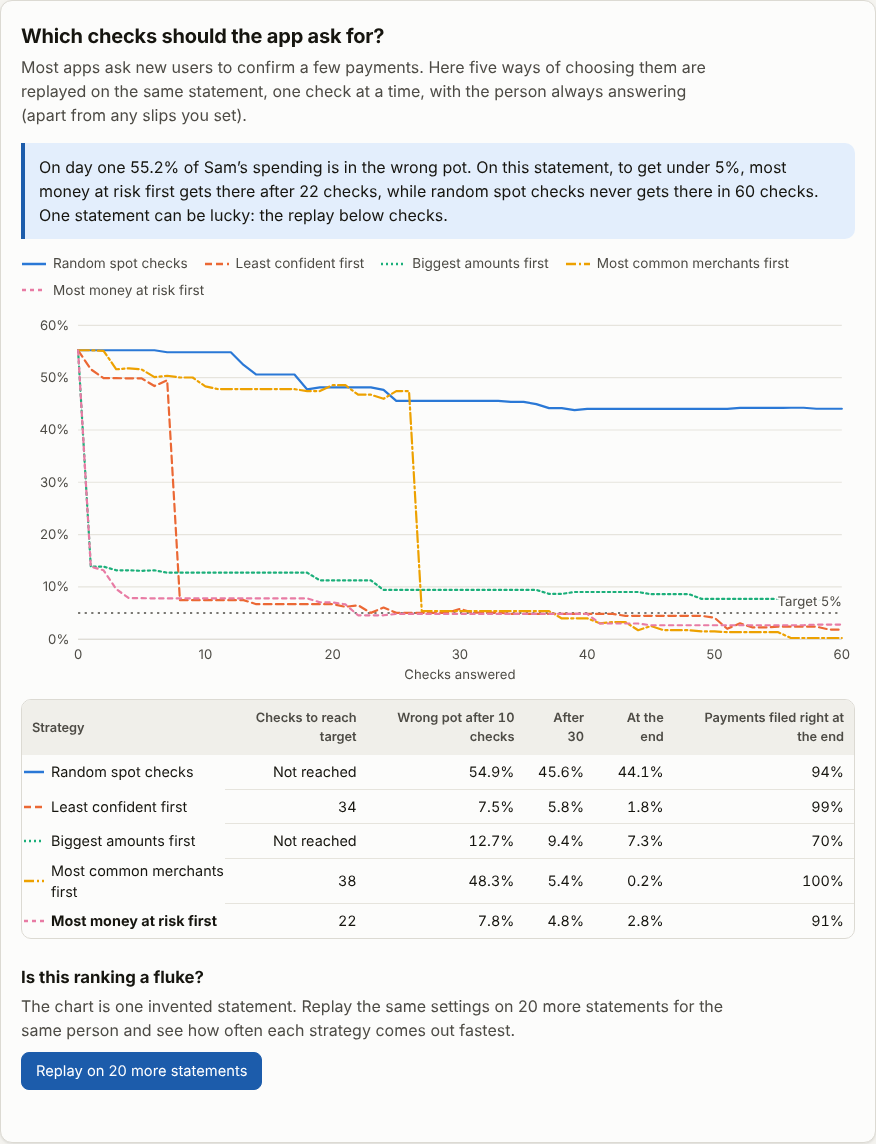 Which checks should the app ask for?
Most apps ask new users to confirm a few payments. Here five ways of choosing them are
replayed on the same statement, one check at a time, with the person always answering
(apart from any slips you set).
On day one 55.2% of Sam’s spending is in the wrong pot. On this statement, to get under 5%, most
money at risk first gets there after 22 checks, while random spot checks never gets there in 60 checks.
One statement can be lucky: the replay below checks.
Random spot checks Least confident first Biggest amounts first Most common merchants first
Most money at risk first
60%
50%
40%
30%
20%
10%
Target 5%
0%
0 10 20 30 40 50 60
Checks answered
Strategy Checks to reach target Wrong pot after 10 checks After 30 At the end Payments filed right at the end
Random spot checks Not reached 54.9% 45.6% 44.1% 94%
Least confident first 34 7.5% 5.8% 1.8% 99%
Biggest amounts first Not reached 12.7% 9.4% 7.3% 70%
Most common merchants first 38 48.3% 5.4% 0.2% 100%
Most money at risk first 22 7.8% 4.8% 2.8% 91%
Is this ranking a fluke?
The chart is one invented statement. Replay the same settings on 20 more statements for the
same person and see how often each strategy comes out fastest.
Replay on 20 more statements